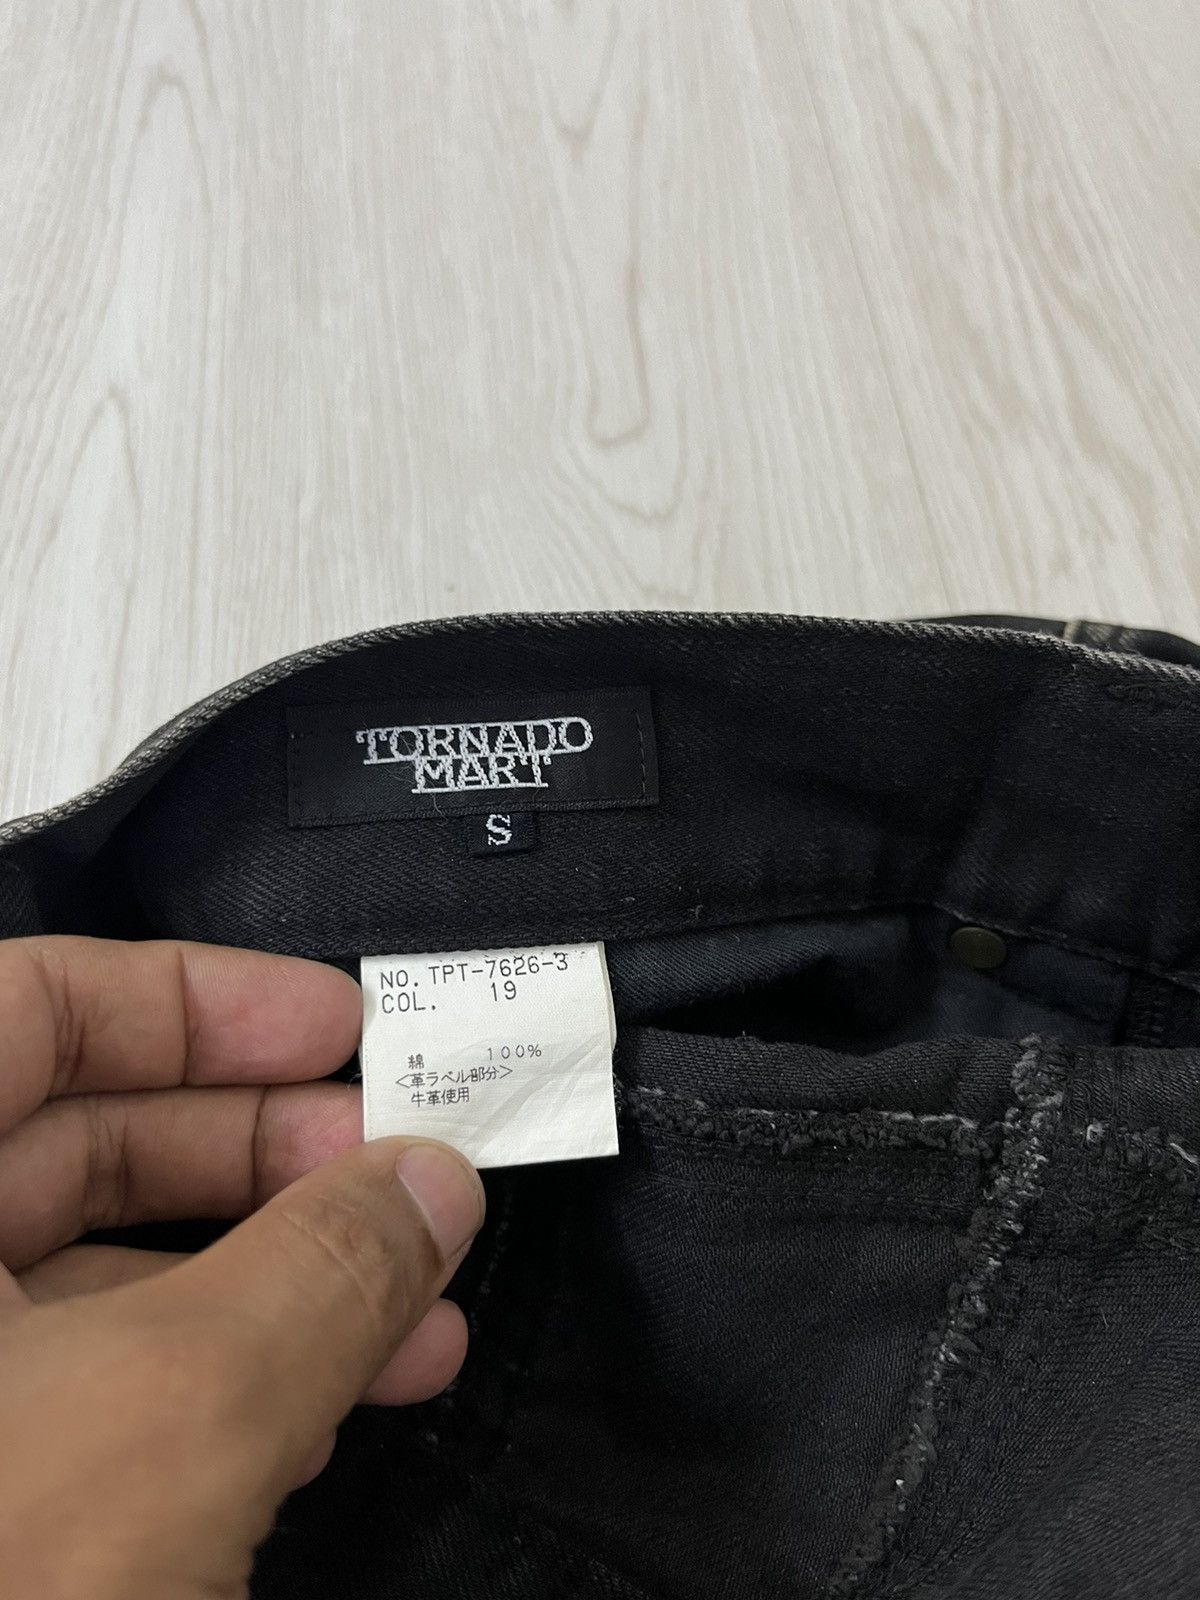 TORNADO
MART
S
NO. TPT-7626-3
COL. 19
綿 100%
<革ラベル部分>
牛革使用